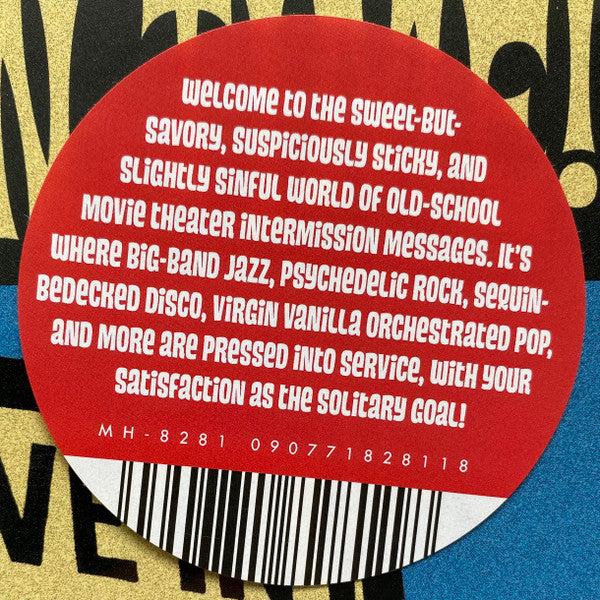 Welcome to the sweet-but-
savory, suspiciously sticky, and
slightly sinful world of old-school
movie theater intermission messages. It's
where big-band jazz, psychedelic rock, sequin-
bedecked disco, virgin vanilla orchestrated pop,
and more are pressed into service, with your
satisfaction as the solitary goal!
MH-8281 090771828118